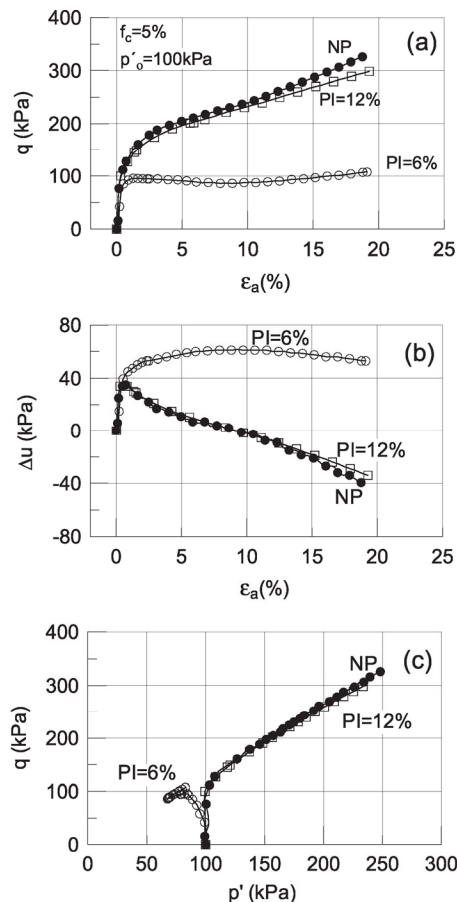 (a)
f_c=5%
p´_o=100kPa
NP
PI=12%
PI=6%
q (kPa)
400
300
200
100
0
0 5 10 15 20 25
ε_a(%)
(b)
PI=6%
PI=12%
NP
Δu (kPa)
80
40
0
-40
-80
0 5 10 15 20 25
ε_a(%)
(c)
NP
PI=12%
PI=6%
q (kPa)
400
300
200
100
0
0 50 100 150 200 250 300
p' (kPa)